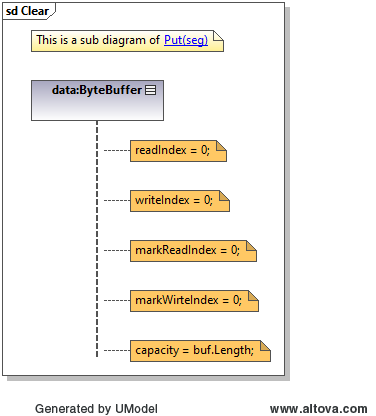 sd Clear
This is a sub diagram of Put(seg)
data:ByteBuffer
readIndex = 0;
writeIndex = 0;
markReadIndex = 0;
markWirteIndex = 0;
capacity = buf.Length;
Generated by UModel
www.altova.com